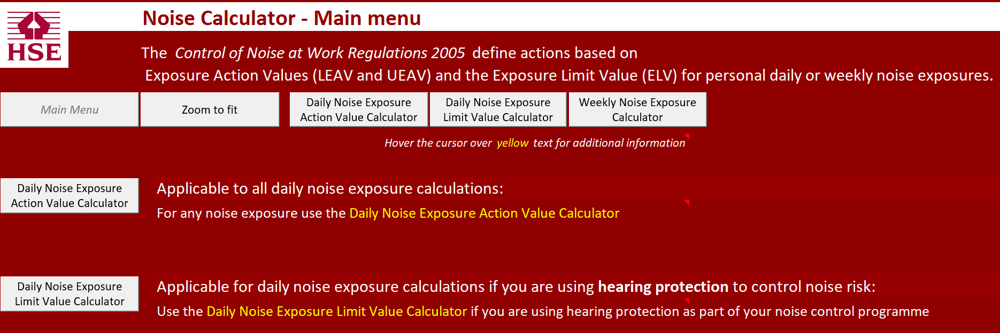 HSE
Noise Calculator - Main menu
The Control of Noise at Work Regulations 2005 define actions based on
Exposure Action Values (LEAV and UEAV) and the Exposure Limit Value (ELV) for personal daily or weekly noise exposures.
Main Menu
Zoom to fit
Daily Noise Exposure
Action Value Calculator
Daily Noise Exposure
Limit Value Calculator
Weekly Noise Exposure
Calculator
Hover the cursor over yellow text for additional information
Daily Noise Exposure
Action Value Calculator
Applicable to all daily noise exposure calculations:
For any noise exposure use the Daily Noise Exposure Action Value Calculator
Daily Noise Exposure
Limit Value Calculator
Applicable for daily noise exposure calculations if you are using hearing protection to control noise risk:
Use the Daily Noise Exposure Limit Value Calculator if you are using hearing protection as part of your noise control programme